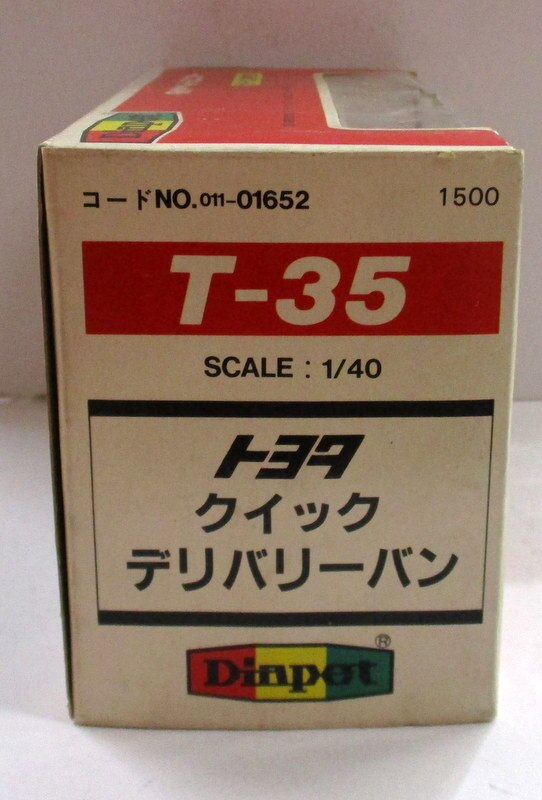 コードNO.011-01652
1500
T-35
SCALE : 1/40
トヨタ
クイック
デリバリーバン
Dinpet®